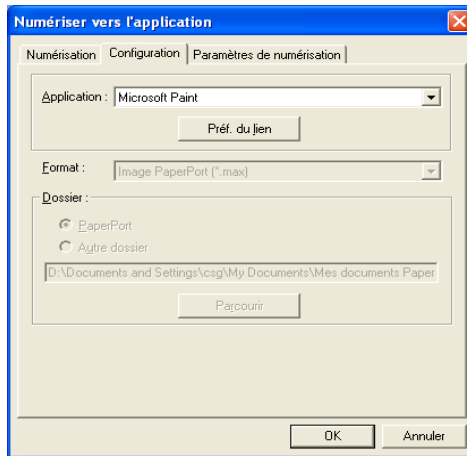 Numériser vers l'application
Numérisation Configuration Paramètres de numérisation
Application : Microsoft Paint
Préf. du lien
Format : Image PaperPort (*.max)
Dossier :
PaperPort
Autre dossier
D:\Documents and Settings\csg\My Documents\Mes documents Paper
Parcourir
OK Annuler